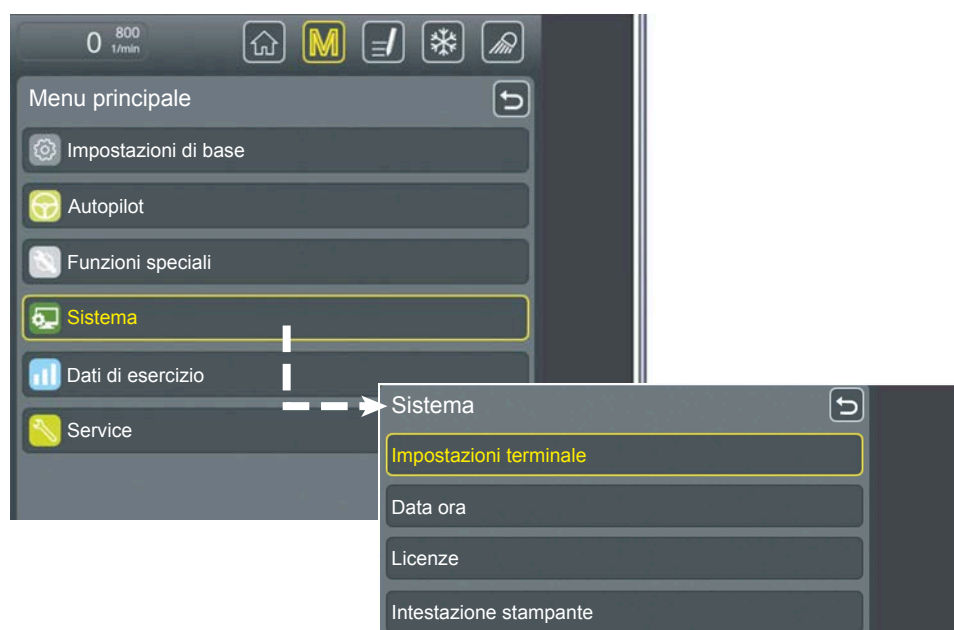 0 800 1/min
M
Menu principale
Impostazioni di base
Autopilot
Funzioni speciali
Sistema
Dati di esercizio
Service
Sistema
Impostazioni terminale
Data ora
Licenze
Intestazione stampante